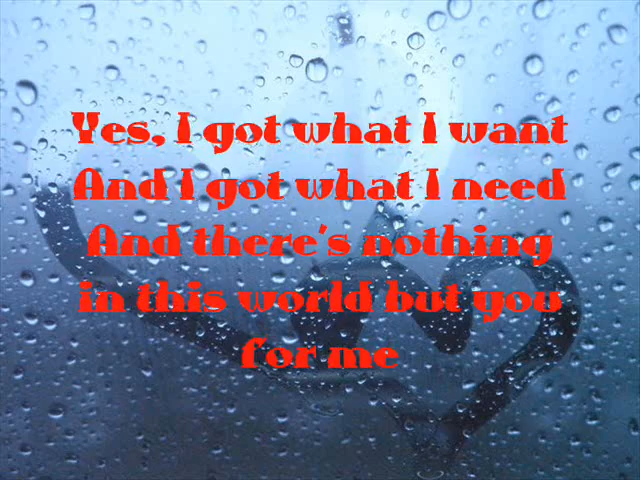 Yes, I got what I want
And I got what I need
And there's nothing
in this world but you
for me